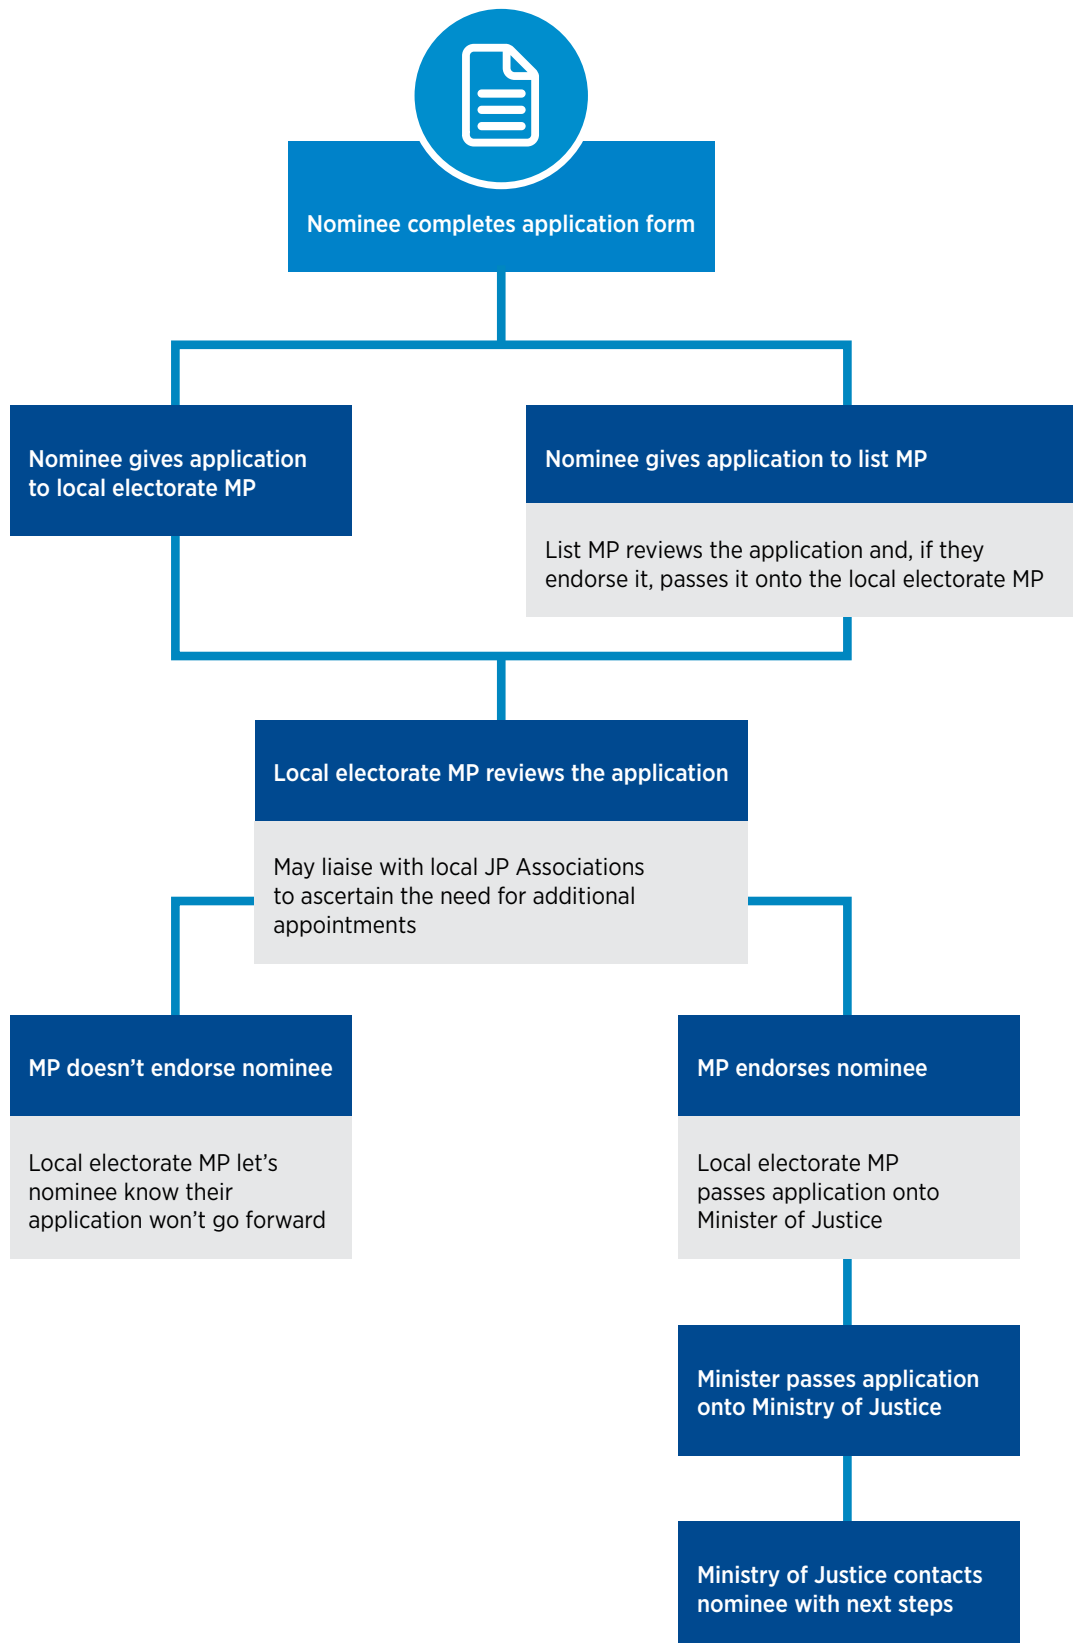 Nominee completes application form
Nominee gives application
to local electorate MP
Nominee gives application to list MP
List MP reviews the application and, if they
endorse it, passes it onto the local electorate MP
Local electorate MP reviews the application
May liaise with local JP Associations
to ascertain the need for additional
appointments
MP doesn’t endorse nominee
Local electorate MP let’s
nominee know their
application won’t go forward
MP endorses nominee
Local electorate MP
passes application onto
Minister of Justice
Minister passes application
onto Ministry of Justice
Ministry of Justice contacts
nominee with next steps